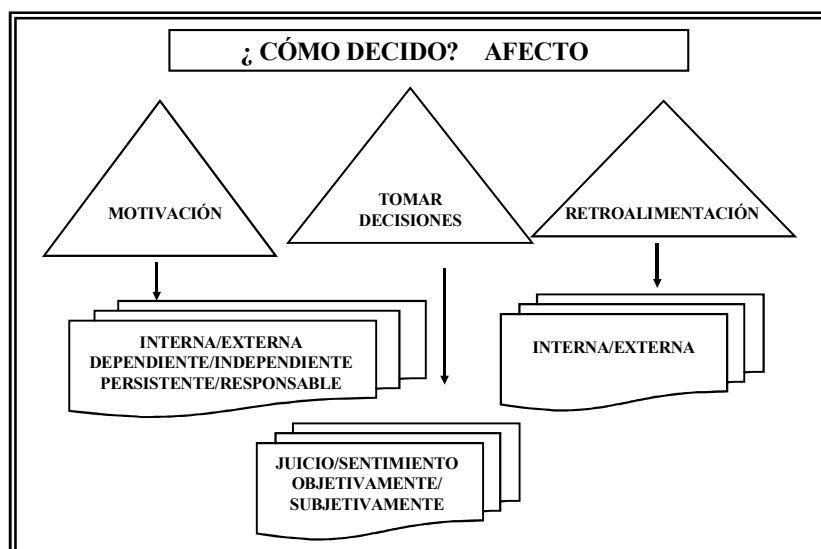 ¿ CÓMO DECIDO? AFECTO
MOTIVACIÓN
TOMAR
DECISIONES
RETROALIMENTACIÓN
INTERNA/EXTERNA
DEPENDIENTE/INDEPENDIENTE
PERSISTENTE/RESPONSABLE
INTERNA/EXTERNA
JUICIO/SENTIMIENTO
OBJETIVAMENTE/
SUBJETIVAMENTE